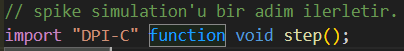 // spike simulation'u bir adim ilerletir.
import "DPI-C" function void step();